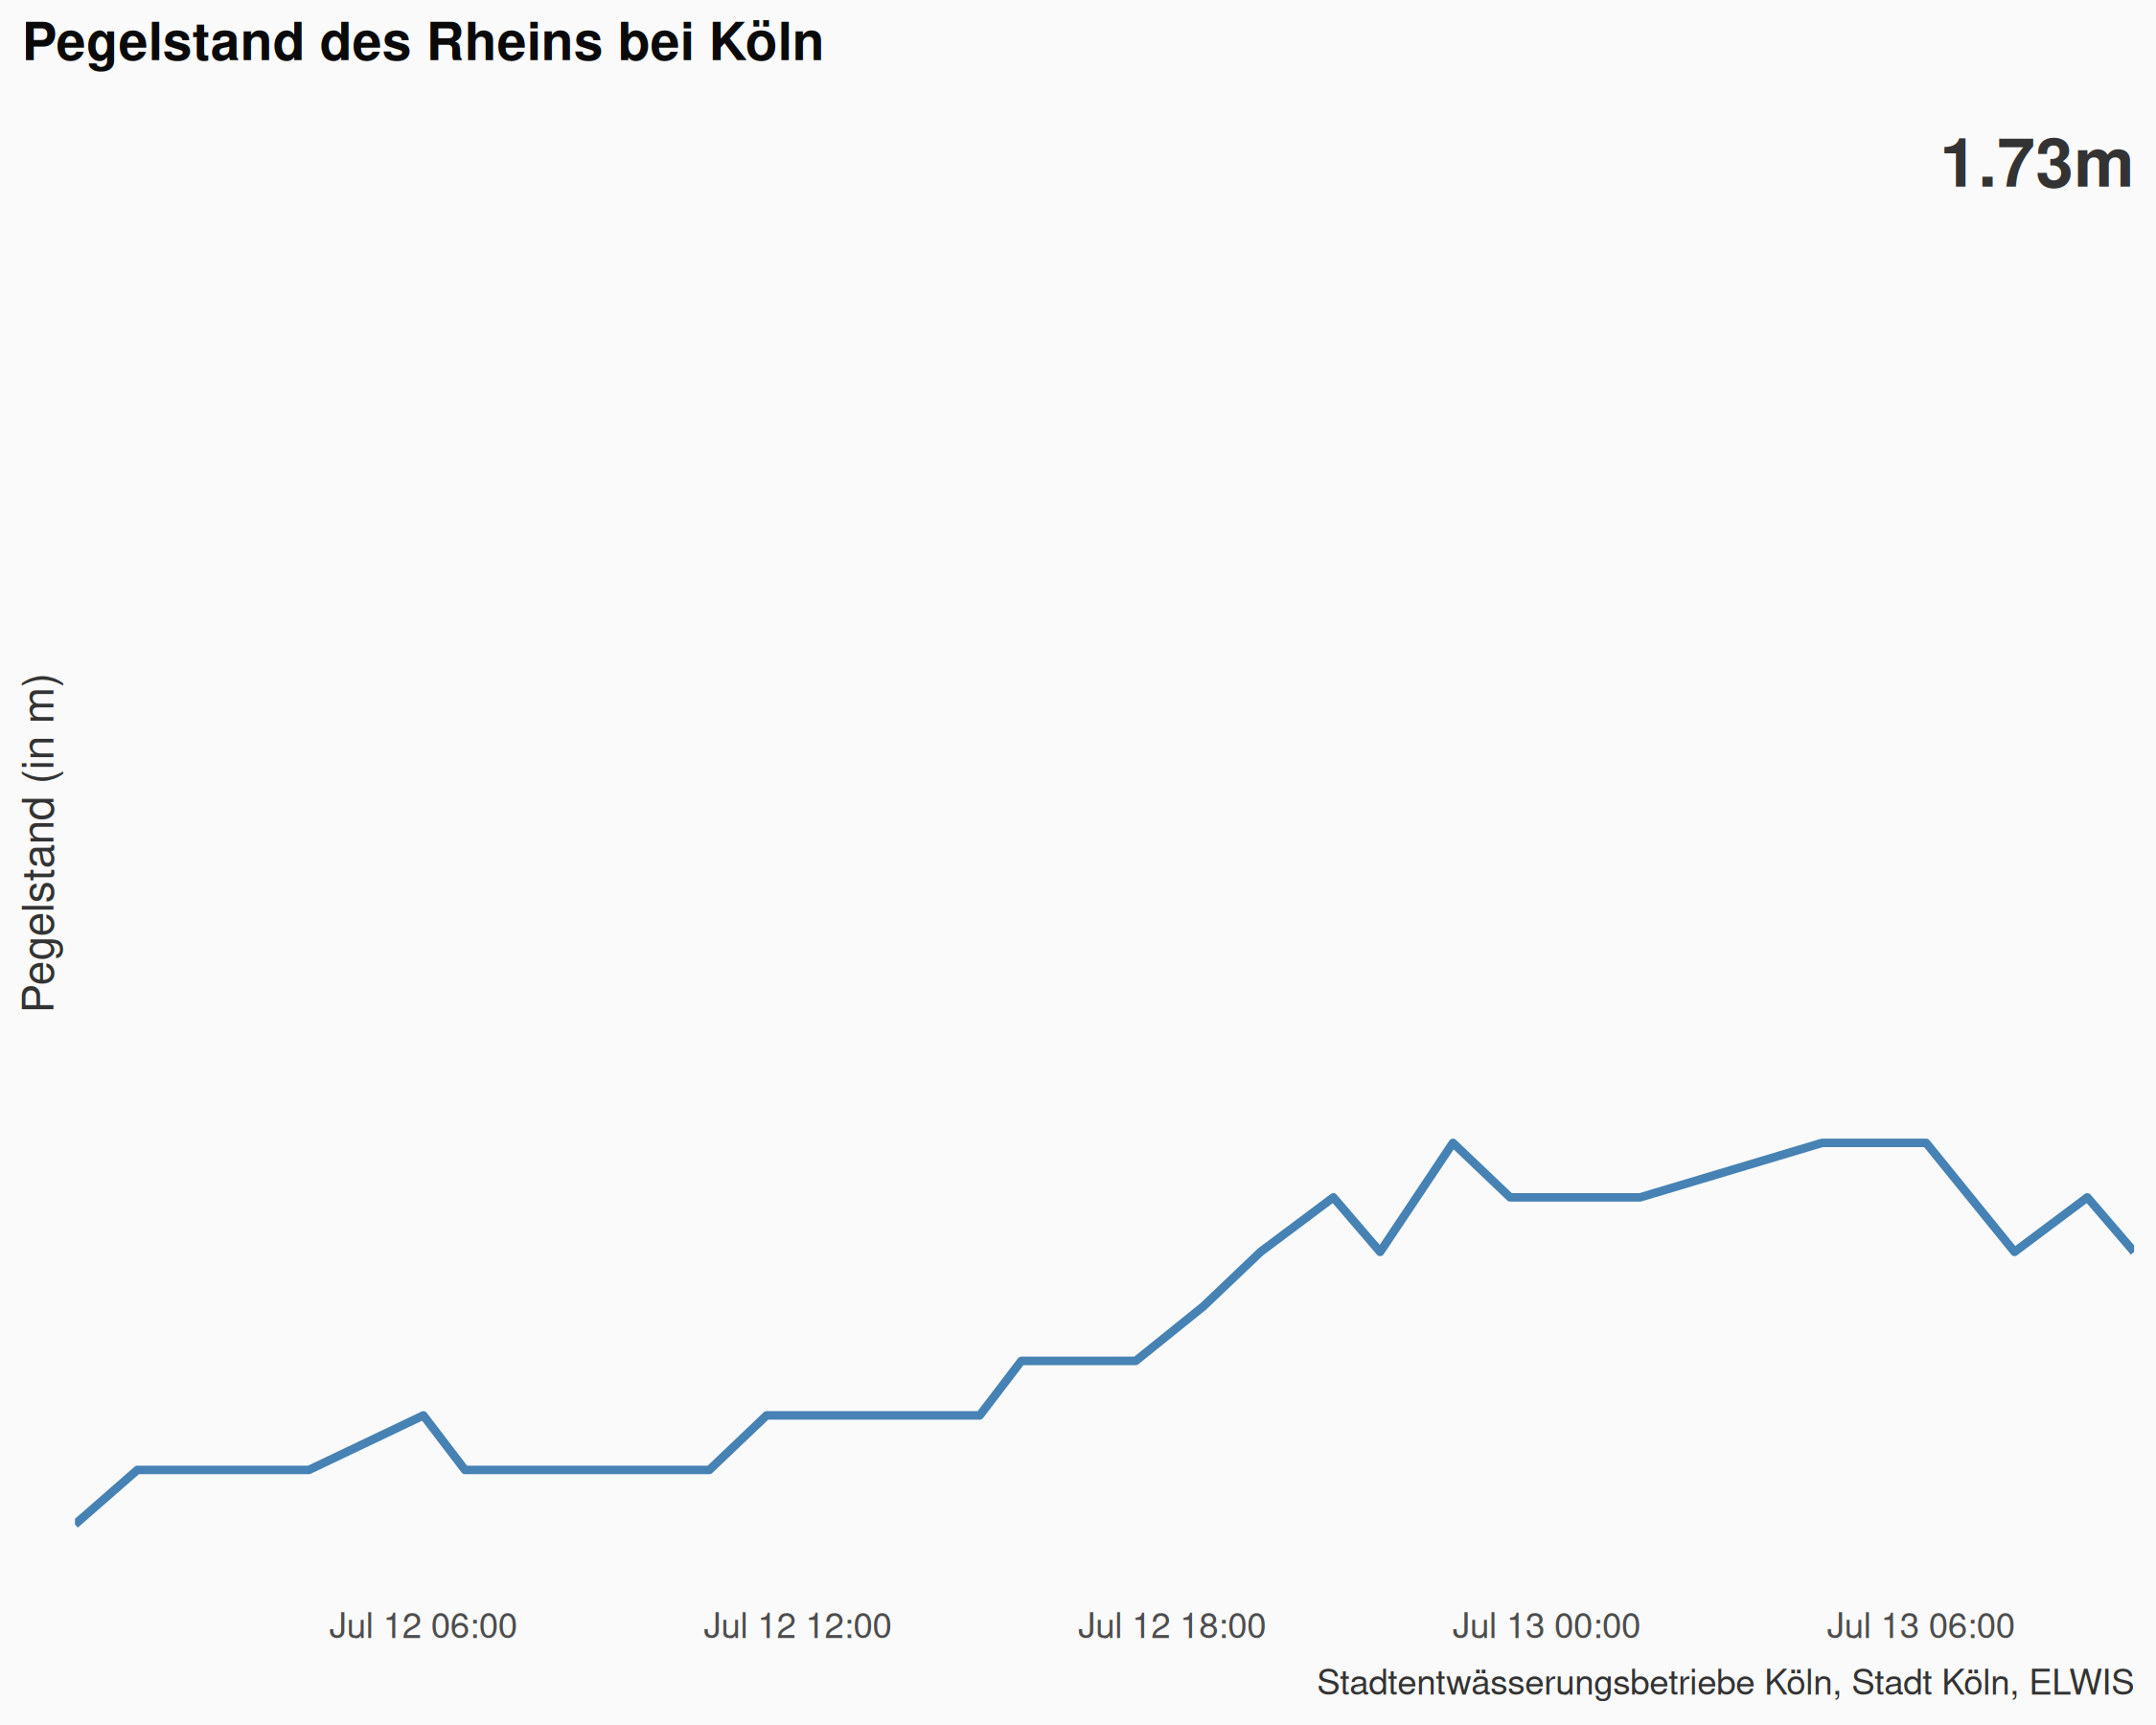 Pegelstand des Rheins bei Köln
1.73m
Pegelstand (in m)
Jul 12 06:00
Jul 12 12:00
Jul 12 18:00
Jul 13 00:00
Jul 13 06:00
Stadtentwässerungsbetriebe Köln, Stadt Köln, ELWIS